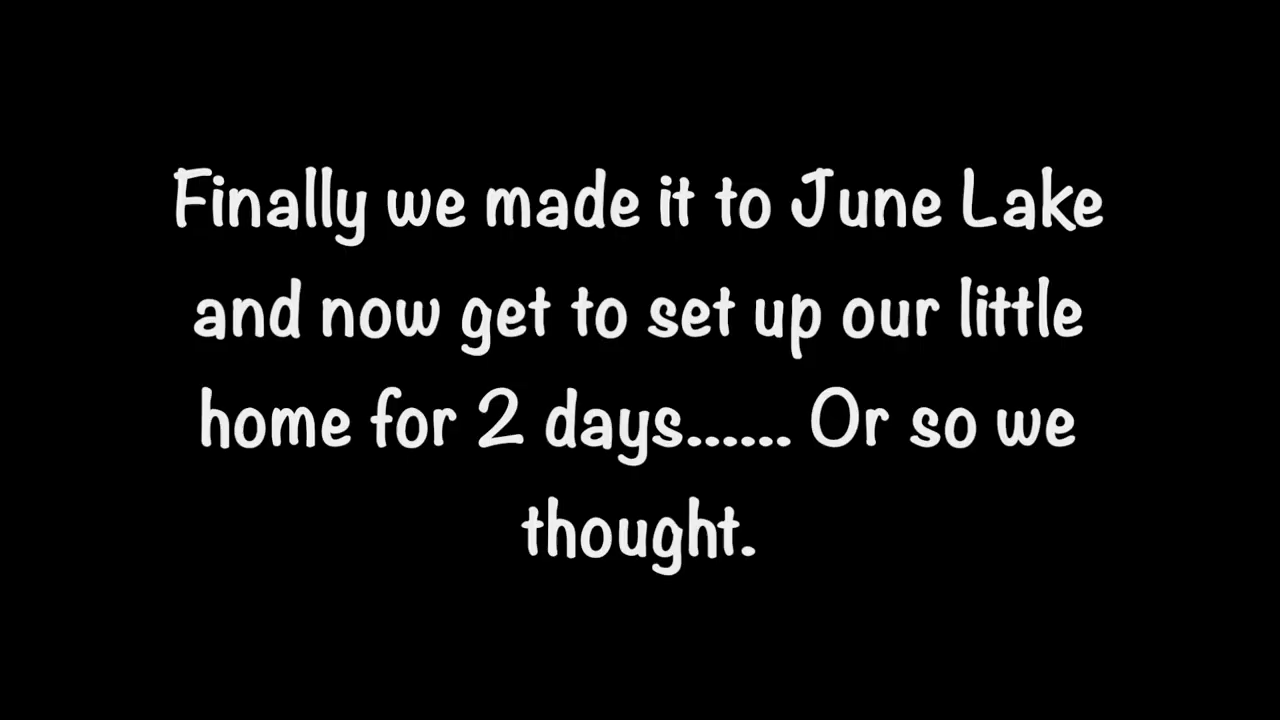 Finally we made it to June Lake
and now get to set up our little
home for 2 days...... Or so we
thought.